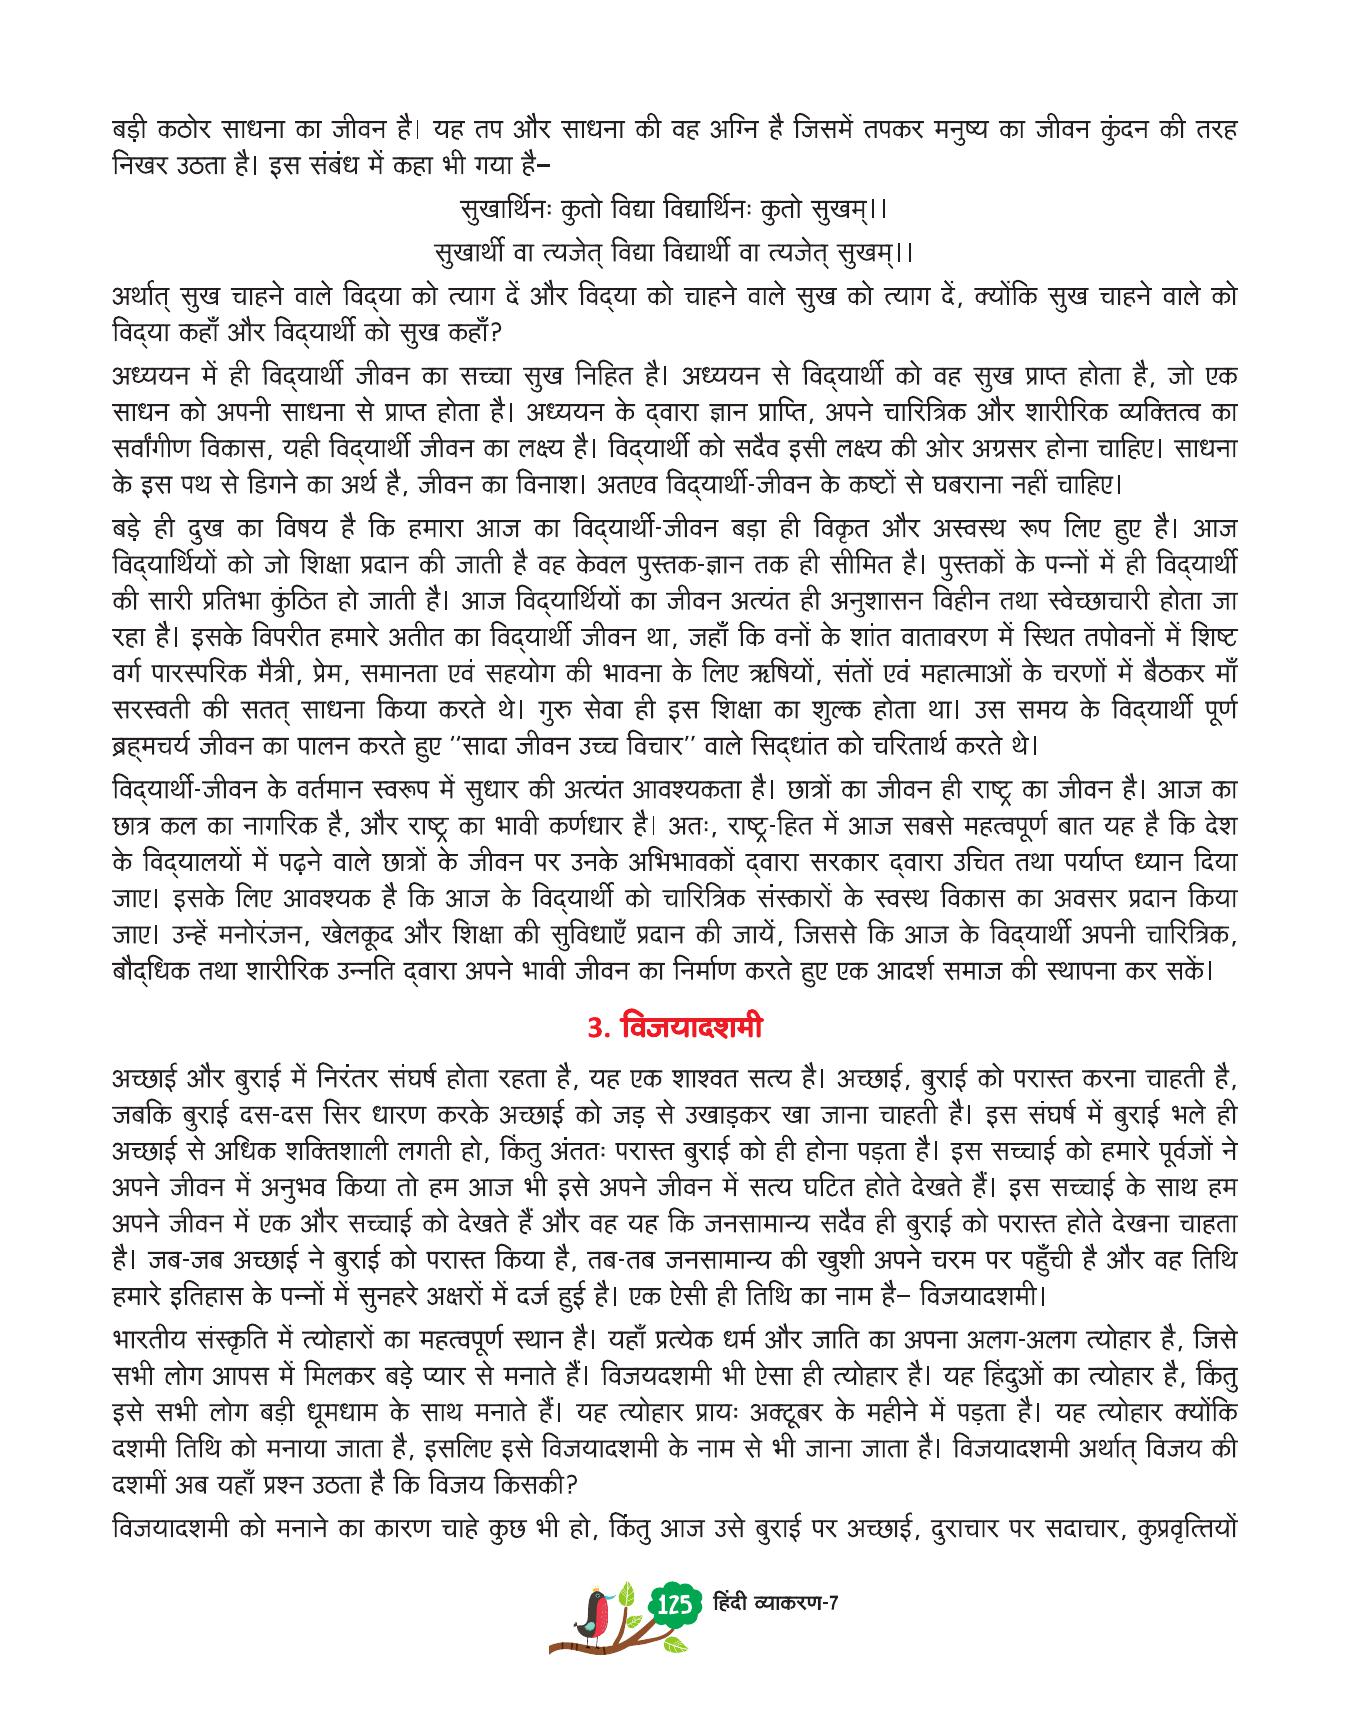 बड़ी कठोर साधना का जीवन है। यह तप और साधना की वह अग्नि है जिसमें तपकर मनुष्य का जीवन कुंदन की तरह
निखर उठता है। इस संबंध में कहा भी गया है–
सुखार्थिनः कुतो विद्या विद्यार्थिनः कुतो सुखम्।।
सुखार्थी वा त्यजेत् विद्या विद्यार्थी वा त्यजेत् सुखम्।।
अर्थात् सुख चाहने वाले विद्‌या को त्याग दें और विद्‌या को चाहने वाले सुख को त्याग दें, क्योंकि सुख चाहने वाले को
विद्‌या कहाँ और विद्‌यार्थी को सुख कहाँ?
अध्ययन में ही विद्‌यार्थी जीवन का सच्चा सुख निहित है। अध्ययन से विद्‌यार्थी को वह सुख प्राप्त होता है, जो एक
साधन को अपनी साधना से प्राप्त होता है। अध्ययन के द्‌वारा ज्ञान प्राप्ति, अपने चारित्रिक और शारीरिक व्यक्तित्व का
सर्वांगीण विकास, यही विद्‌यार्थी जीवन का लक्ष्य है। विद्‌यार्थी को सदैव इसी लक्ष्य की ओर अग्रसर होना चाहिए। साधना
के इस पथ से डिगने का अर्थ है, जीवन का विनाश। अतएव विद्‌यार्थी-जीवन के कष्टों से घबराना नहीं चाहिए।
बड़े ही दुख का विषय है कि हमारा आज का विद्‌यार्थी-जीवन बड़ा ही विकृत और अस्वस्थ रूप लिए हुए है। आज
विद्‌यार्थियों को जो शिक्षा प्रदान की जाती है वह केवल पुस्तक-ज्ञान तक ही सीमित है। पुस्तकों के पन्नों में ही विद्‌यार्थी
की सारी प्रतिभा कुंठित हो जाती है। आज विद्‌यार्थियों का जीवन अत्यंत ही अनुशासन विहीन तथा स्वेच्छाचारी होता जा
रहा है। इसके विपरीत हमारे अतीत का विद्‌यार्थी जीवन था, जहाँ कि वनों के शांत वातावरण में स्थित तपोवनों में शिष्ट
वर्ग पारस्परिक मैत्री, प्रेम, समानता एवं सहयोग की भावना के लिए ऋषियों, संतों एवं महात्माओं के चरणों में बैठकर माँ
सरस्वती की सतत् साधना किया करते थे। गुरु सेवा ही इस शिक्षा का शुल्क होता था। उस समय के विद्‌यार्थी पूर्ण
ब्रह्‌मचर्य जीवन का पालन करते हुए ''सादा जीवन उच्च विचार'' वाले सिद्‌धांत को चरितार्थ करते थे।
विद्‌यार्थी-जीवन के वर्तमान स्वरूप में सुधार की अत्यंत आवश्यकता है। छात्रों का जीवन ही राष्ट्र का जीवन है। आज का
छात्र कल का नागरिक है, और राष्ट्र का भावी कर्णधार है। अतः, राष्ट्र-हित में आज सबसे महत्वपूर्ण बात यह है कि देश
के विद्‌यालयों में पढ़ने वाले छात्रों के जीवन पर उनके अभिभावकों द्‌वारा सरकार द्‌वारा उचित तथा पर्याप्त ध्यान दिया
जाए। इसके लिए आवश्यक है कि आज के विद्‌यार्थी को चारित्रिक संस्कारों के स्वस्थ विकास का अवसर प्रदान किया
जाए। उन्हें मनोरंजन, खेलकूद और शिक्षा की सुविधाएँ प्रदान की जायें, जिससे कि आज के विद्‌यार्थी अपनी चारित्रिक,
बौद्‌धिक तथा शारीरिक उन्नति द्‌वारा अपने भावी जीवन का निर्माण करते हुए एक आदर्श समाज की स्थापना कर सकें।
3. विजयादशमी
अच्छाई और बुराई में निरंतर संघर्ष होता रहता है, यह एक शाश्वत सत्य है। अच्छाई, बुराई को परास्त करना चाहती है,
जबकि बुराई दस-दस सिर धारण करके अच्छाई को जड़ से उखाड़कर खा जाना चाहती है। इस संघर्ष में बुराई भले ही
अच्छाई से अधिक शक्तिशाली लगती हो, किंतु अंततः परास्त बुराई को ही होना पड़ता है। इस सच्चाई को हमारे पूर्वजों ने
अपने जीवन में अनुभव किया तो हम आज भी इसे अपने जीवन में सत्य घटित होते देखते हैं। इस सच्चाई के साथ हम
अपने जीवन में एक और सच्चाई को देखते हैं और वह यह कि जनसामान्य सदैव ही बुराई को परास्त होते देखना चाहता
है। जब-जब अच्छाई ने बुराई को परास्त किया है, तब-तब जनसामान्य की खुशी अपने चरम पर पहुँची है और वह तिथि
हमारे इतिहास के पन्नों में सुनहरे अक्षरों में दर्ज हुई है। एक ऐसी ही तिथि का नाम है– विजयादशमी।
भारतीय संस्कृति में त्योहारों का महत्वपूर्ण स्थान है। यहाँ प्रत्येक धर्म और जाति का अपना अलग-अलग त्योहार है, जिसे
सभी लोग आपस में मिलकर बड़े प्यार से मनाते हैं। विजयदशमी भी ऐसा ही त्योहार है। यह हिंदुओं का त्योहार है, किंतु
इसे सभी लोग बड़ी धूमधाम के साथ मनाते हैं। यह त्योहार प्रायः अक्टूबर के महीने में पड़ता है। यह त्योहार क्योंकि
दशमी तिथि को मनाया जाता है, इसलिए इसे विजयादशमी के नाम से भी जाना जाता है। विजयादशमी अर्थात् विजय की
दशमीं अब यहाँ प्रश्न उठता है कि विजय किसकी?
विजयादशमी को मनाने का कारण चाहे कुछ भी हो, किंतु आज उसे बुराई पर अच्छाई, दुराचार पर सदाचार, कुप्रवृत्तियों
125 हिंदी व्याकरण-7